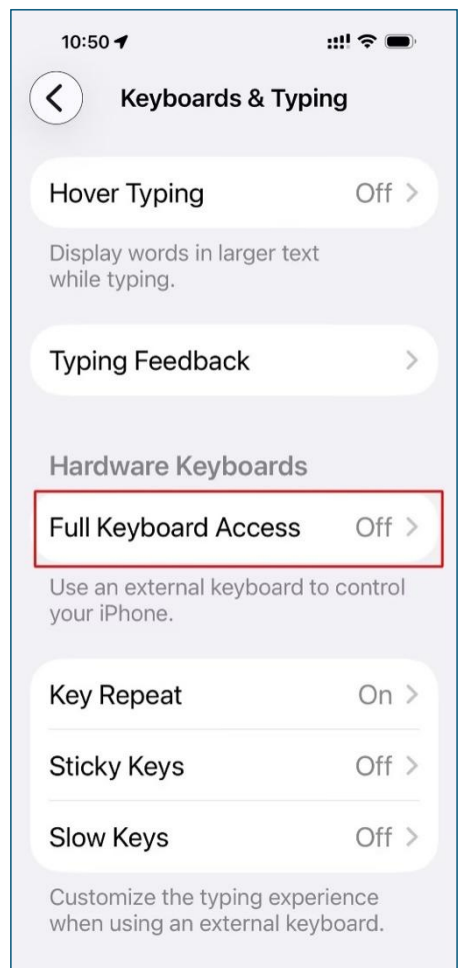 10:50
Keyboards & Typing
Hover Typing Off
Display words in larger text
while typing.
Typing Feedback
Hardware Keyboards
Full Keyboard Access Off
Use an external keyboard to control
your iPhone.
Key Repeat On
Sticky Keys Off
Slow Keys Off
Customize the typing experience
when using an external keyboard.